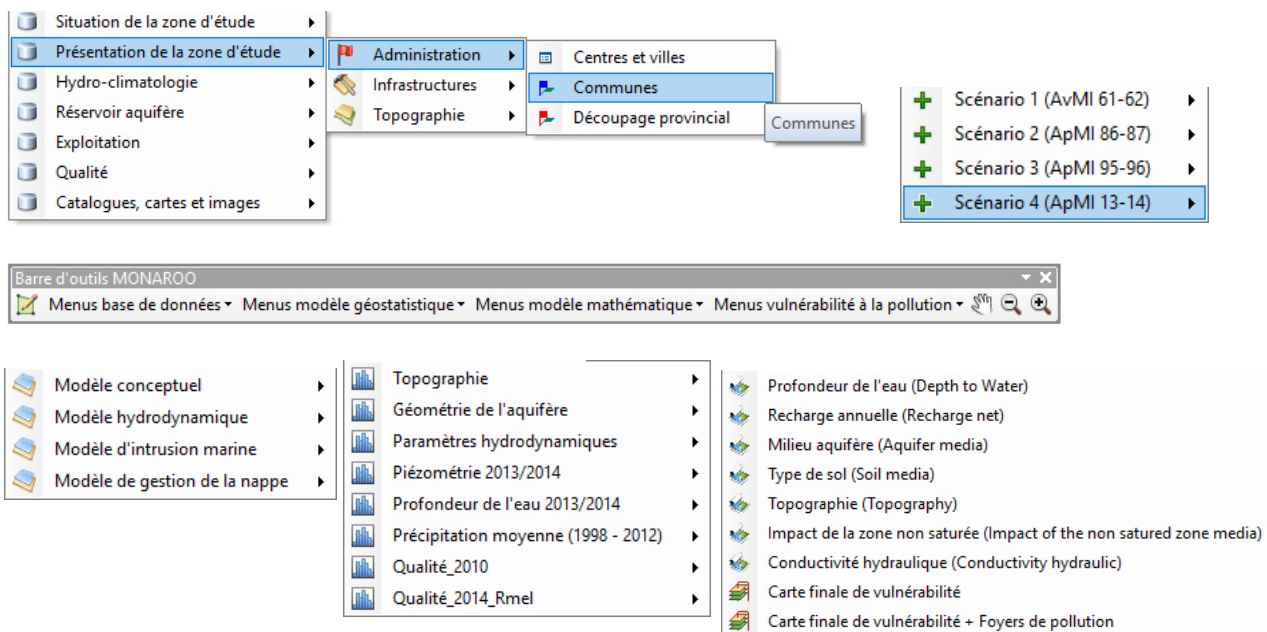 Situation de la zone d'étude
Présentation de la zone d'étude
Hydro-climatologie
Réservoir aquifère
Exploitation
Qualité
Catalogues, cartes et images
Administration
Infrastructures
Topographie
Centres et villes
Communes
Découpage provincial
Communes
Scénario 1 (AvMI 61-62)
Scénario 2 (ApMI 86-87)
Scénario 3 (ApMI 95-96)
Scénario 4 (ApMI 13-14)
Barre d'outils MONAROO
Menus base de données Menus modèle géostatistique Menus modèle mathématique Menus vulnérabilité à la pollution
Modèle conceptuel
Modèle hydrodynamique
Modèle d'intrusion marine
Modèle de gestion de la nappe
Topographie
Géométrie de l'aquifère
Paramètres hydrodynamiques
Piézométrie 2013/2014
Profondeur de l'eau 2013/2014
Précipitation moyenne (1998 - 2012)
Qualité_2010
Qualité_2014_Rmel
Profondeur de l'eau (Depth to Water)
Recharge annuelle (Recharge net)
Milieu aquifère (Aquifer media)
Type de sol (Soil media)
Topographie (Topography)
Impact de la zone non saturée (Impact of the non satured zone media)
Conductivité hydraulique (Conductivity hydraulic)
Carte finale de vulnérabilité
Carte finale de vulnérabilité + Foyers de pollution